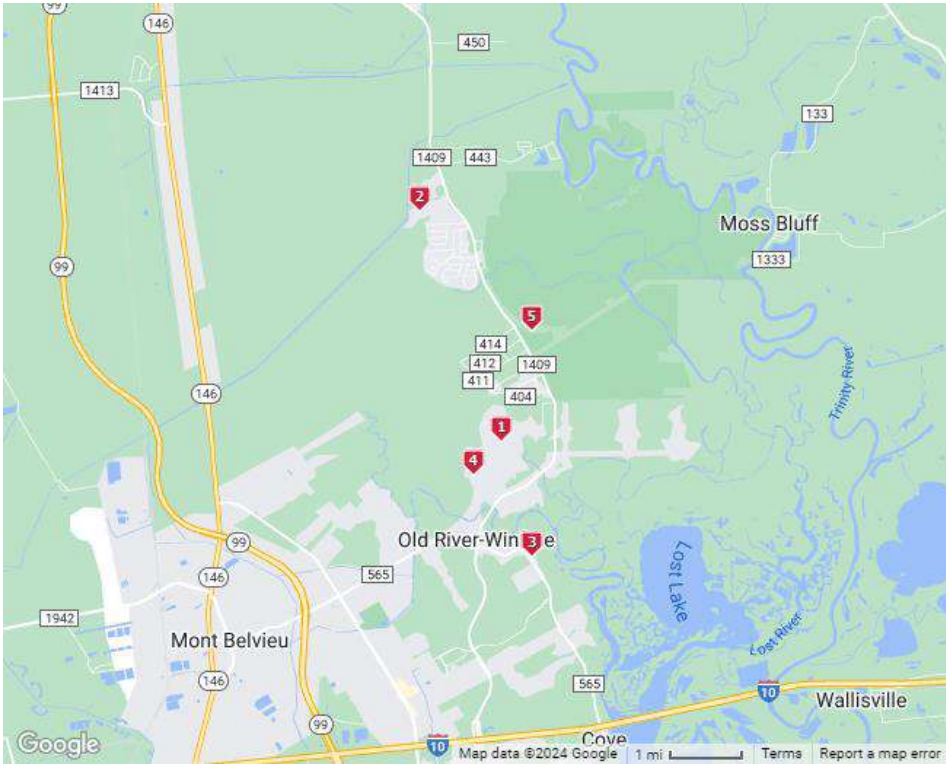 99
146
450
1413
133
1409
443
2
Moss Bluff
1333
99
5
414
412
1409
411
146
404
Trinity River
1
4
Old River-Win
3
e
99
565
146
Lost Lake
1942
Mont Belvieu
Lost River
146
565
10
Wallisville
99
10
Cove
Google
Map data ©2024 Google
1 mi
Terms
Report a map error